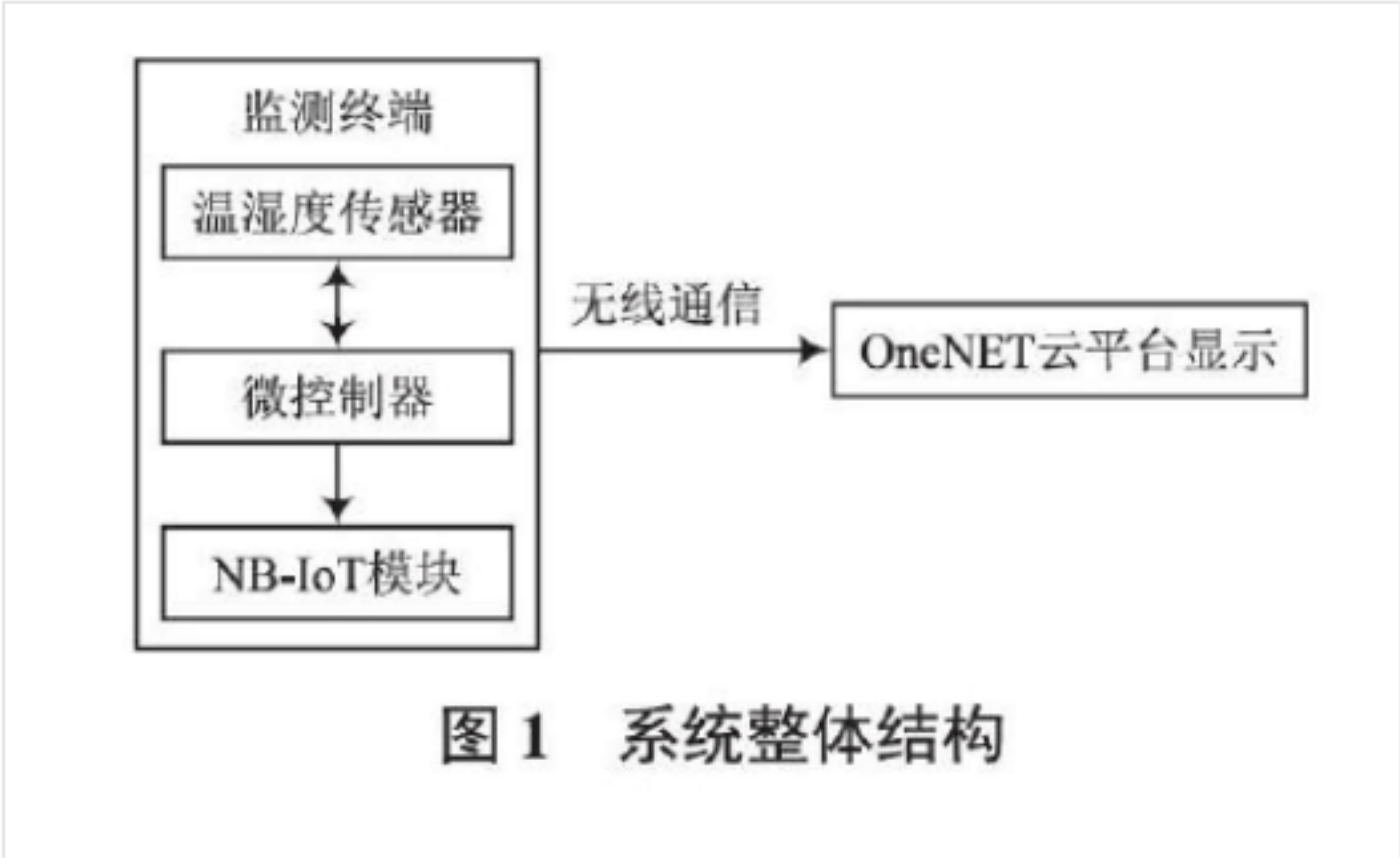 监测终端
温湿度传感器
微控制器
NB-IoT模块
无线通信
OneNET云平台显示
图 1 系统整体结构